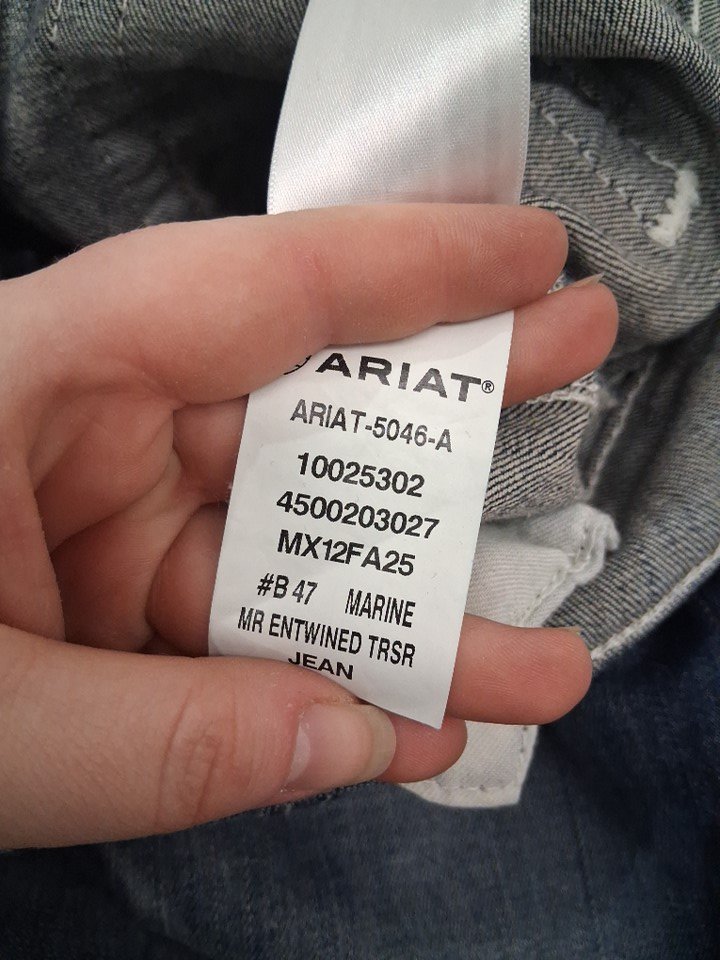 ARIAT®
ARIAT-5046-A
10025302
4500203027
MX12FA25
#B 47 MARINE
MR ENTWINED TRSR
JEAN